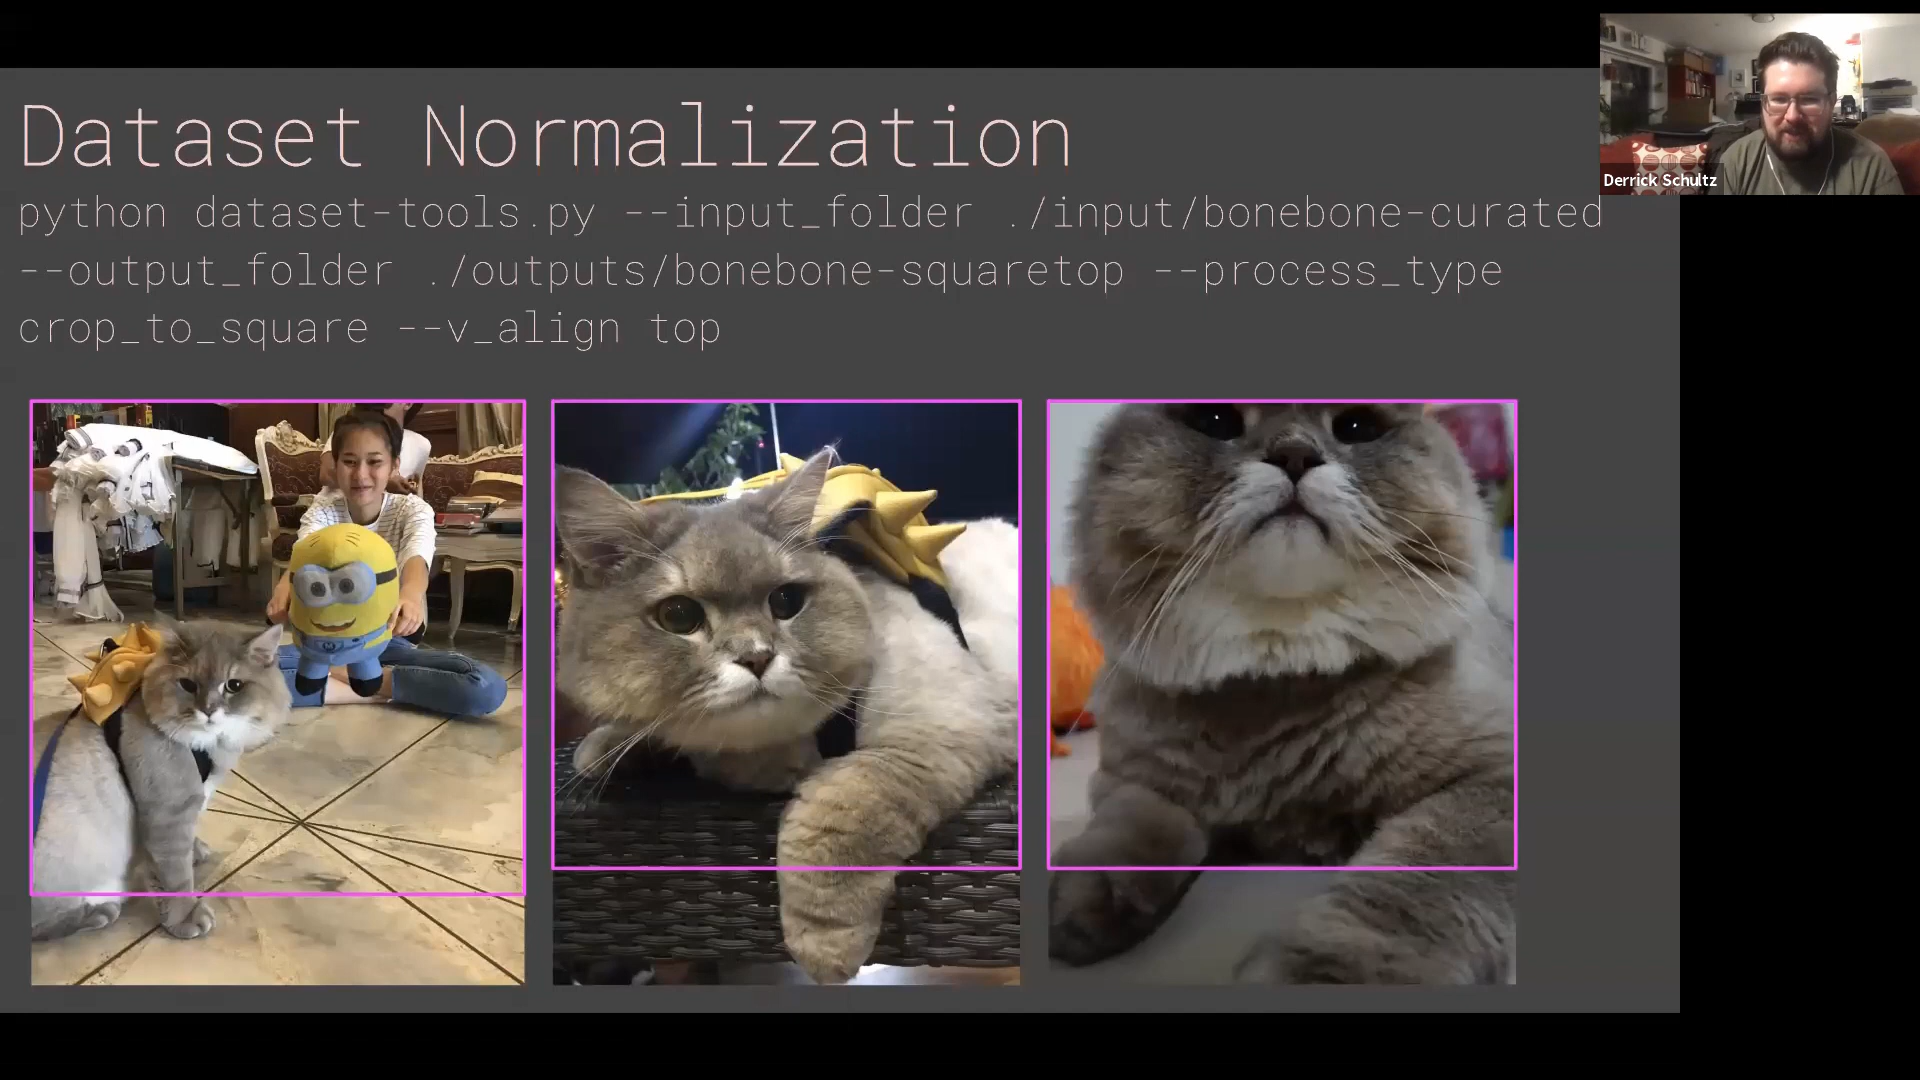 Dataset Normalization
python dataset-tools.py --input_folder ./input/bonebone-curated
--output_folder ./outputs/bonebone-squaretop --process_type
crop_to_square --v_align top
Derrick Schultz